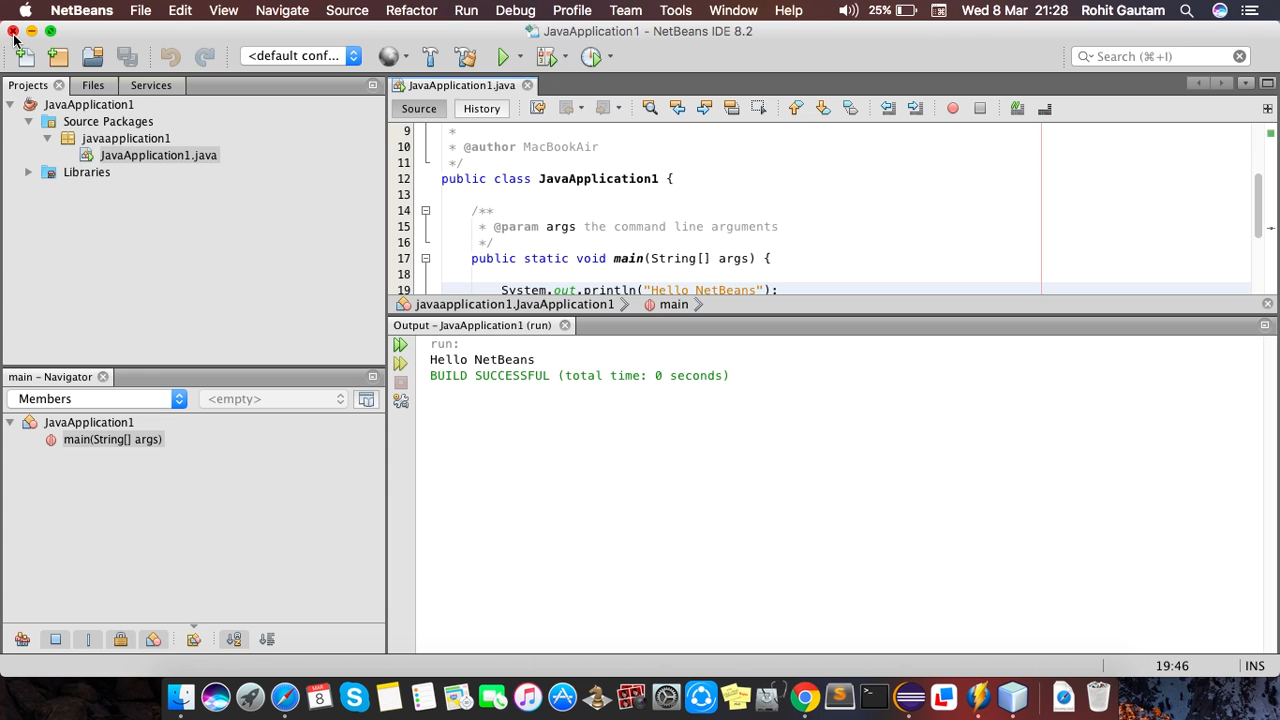 NetBeans File Edit View Navigate Source Refactor Run Debug Profile Team Tools Window Help 25% Wed 8 Mar 21:28 Rohit Gautam
JavaApplication1 - NetBeans IDE 8.2
<default conf...
Search (⌘+I)
Projects Files Services
JavaApplication1
Source Packages
javaapplication1
JavaApplication1.java
Libraries
main - Navigator
Members <empty>
JavaApplication1
main(String[] args)
JavaApplication1.java
Source History
9 *
10 * @author MacBookAir
11 */
12 public class JavaApplication1 {
13
14 /**
15 * @param args the command line arguments
16 */
17 public static void main(String[] args) {
18
19 System.out.println("Hello NetBeans");
javaapplication1.JavaApplication1 main
Output - JavaApplication1 (run)
run:
Hello NetBeans
BUILD SUCCESSFUL (total time: 0 seconds)
19:46 INS
MAR
8